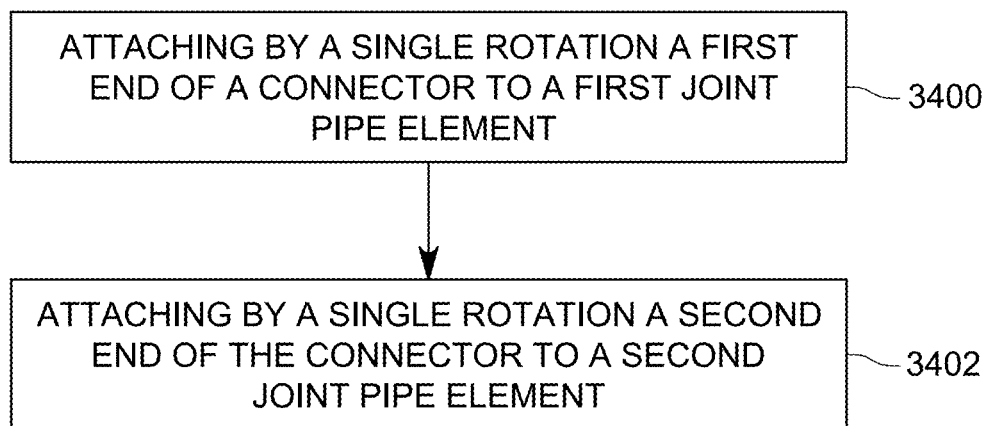 ATTACHING BY A SINGLE ROTATION A FIRST
END OF A CONNECTOR TO A FIRST JOINT
PIPE ELEMENT
3400
ATTACHING BY A SINGLE ROTATION A SECOND
END OF THE CONNECTOR TO A SECOND
JOINT PIPE ELEMENT
3402